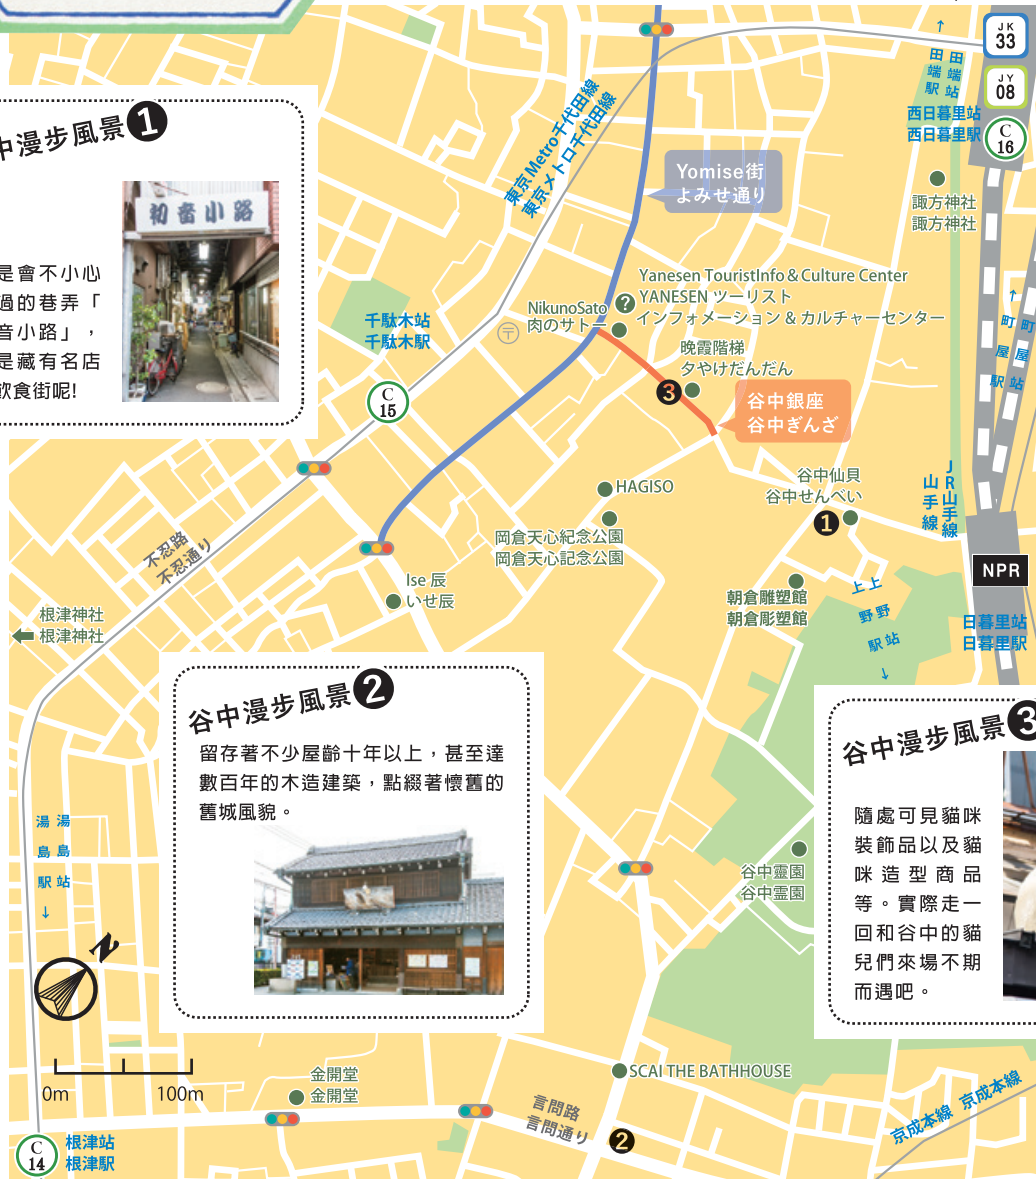 JK
33
JY
08
C
16
↑
田端駅
田端站
西日暮里站
西日暮里駅
東京Metro千代田線
東京メトロ千代田線
Yomise街
よみせ通り
諏方神社
諏方神社
中漫步風景1
初音小路
是會不小心
過的巷弄「
音小路」，
是藏有名店
飲食街呢!
千駄木站
千駄木駅
C
15
NikunoSato
肉のサトー
?
Yanesen TouristInfo & Culture Center
YANESEN ツーリスト
インフォメーション & カルチャーセンター
晚霞階梯
夕やけだんだん
3
谷中銀座
谷中ぎんざ
↑
町屋駅
町屋站
HAGISO
岡倉天心紀念公園
岡倉天心記念公園
谷中仙貝
谷中せんべい
1
山手線
JR山手線
不忍路
不忍通り
Ise 辰
いせ辰
朝倉雕塑館
朝倉彫塑館
上野駅
上野站
↓
NPR
日暮里站
日暮里駅
根津神社
根津神社
谷中漫步風景2
留存著不少屋齡十年以上，甚至達
數百年的木造建築，點綴著懷舊的
舊城風貌。
谷中漫步風景3
隨處可見貓咪
裝飾品以及貓
咪造型商品
等。實際走一
回和谷中的貓
兒們來場不期
而遇吧。
湯島駅
湯島站
↓
谷中靈園
谷中霊園
N
0m
100m
金開堂
金開堂
SCAI THE BATHHOUSE
言問路
言問通り
2
京成本線 京成本線
C
14
根津站
根津駅